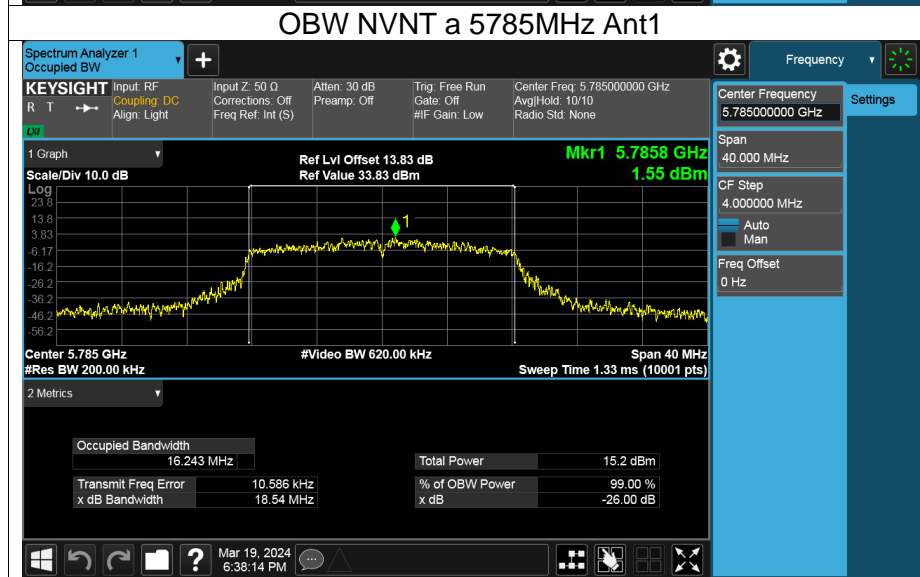 OBW NVNT a 5785MHz Ant1
Spectrum Analyzer 1
Occupied BW
+
Frequency
KEYSIGHT
R T
LXI
Input: RF
Coupling: DC
Align: Light
Input Z: 50 Ω
Corrections: Off
Freq Ref: Int (S)
Atten: 30 dB
Preamp: Off
Trig: Free Run
Gate: Off
#IF Gain: Low
Center Freq: 5.785000000 GHz
Avg|Hold: 10/10
Radio Std: None
Center Frequency
5.785000000 GHz
Settings
Span
40.000 MHz
CF Step
4.000000 MHz
Auto
Man
Freq Offset
0 Hz
1 Graph
Scale/Div 10.0 dB
Ref Lvl Offset 13.83 dB
Ref Value 33.83 dBm
Mkr1 5.7858 GHz
1.55 dBm
Log
23.8
13.8
3.83
-6.17
-16.2
-26.2
-36.2
-46.2
-56.2
1
Center 5.785 GHz
#Res BW 200.00 kHz
#Video BW 620.00 kHz
Span 40 MHz
Sweep Time 1.33 ms (10001 pts)
2 Metrics
Occupied Bandwidth
16.243 MHz
Total Power 15.2 dBm
Transmit Freq Error 10.586 kHz
% of OBW Power 99.00 %
x dB Bandwidth 18.54 MHz
x dB -26.00 dB
?
Mar 19, 2024
6:38:14 PM